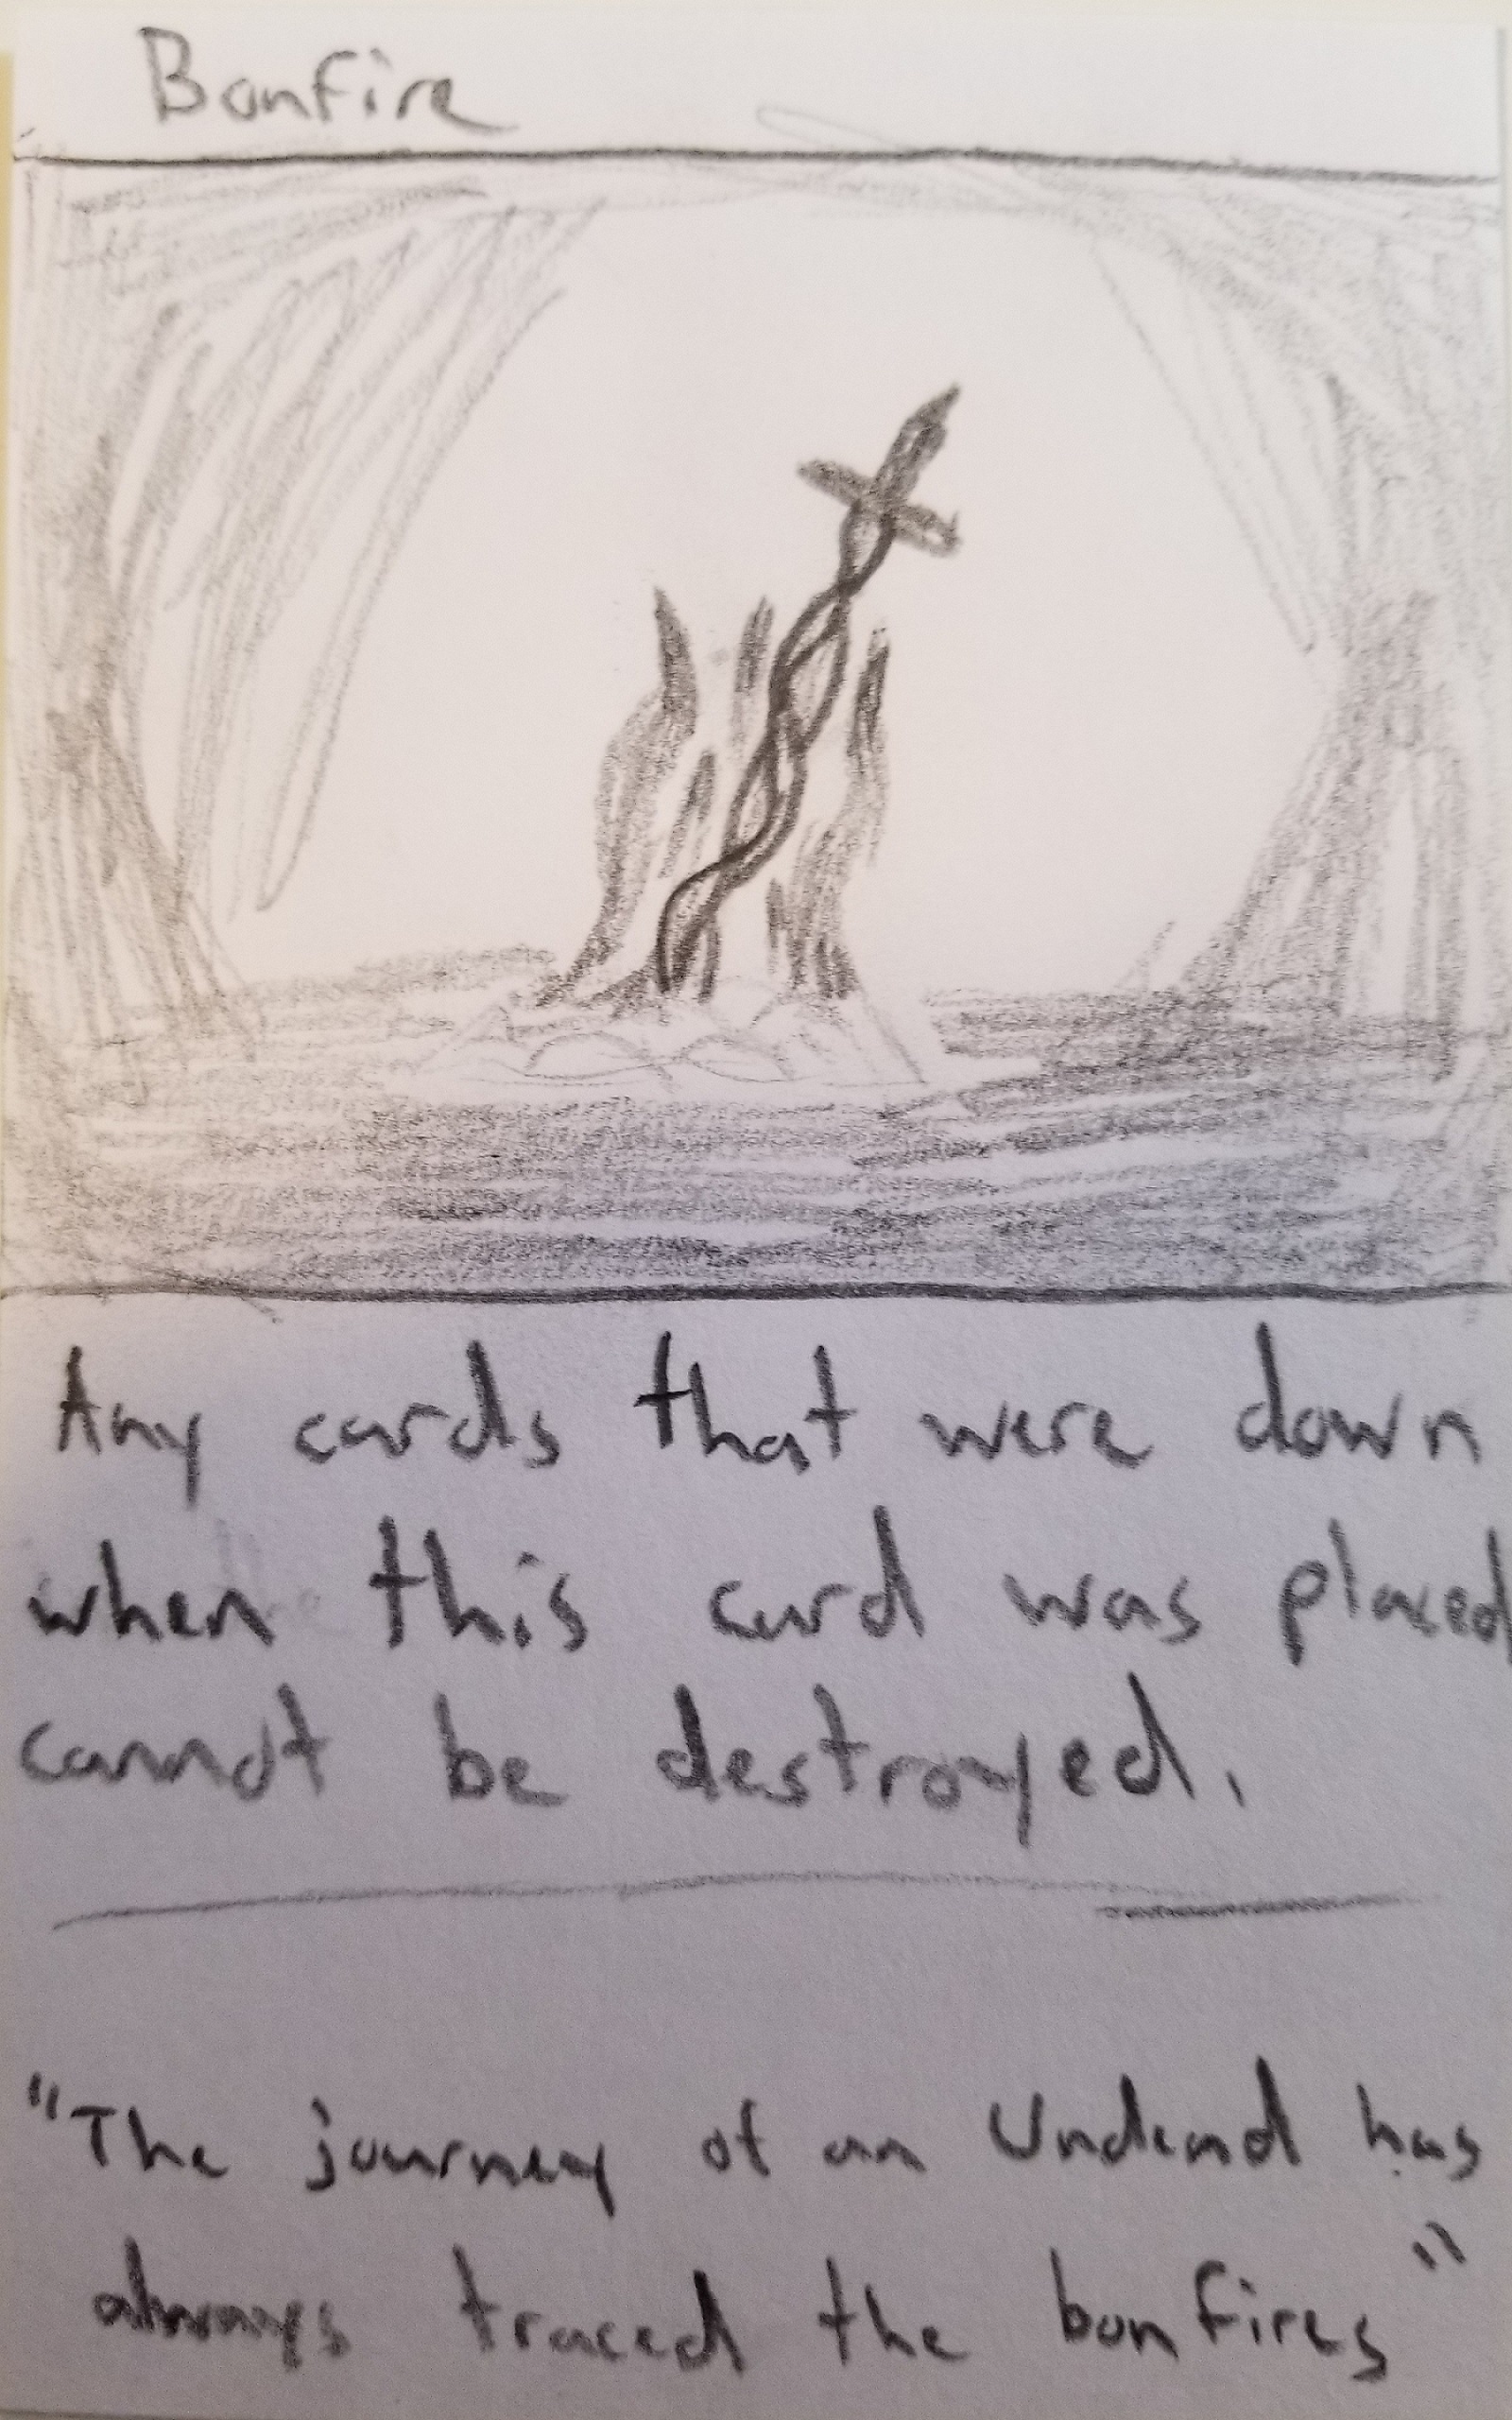 Bonfire
Any cards that were down
when this card was placed
cannot be destroyed.
"The journey of an Undead has
always traced the bonfires"